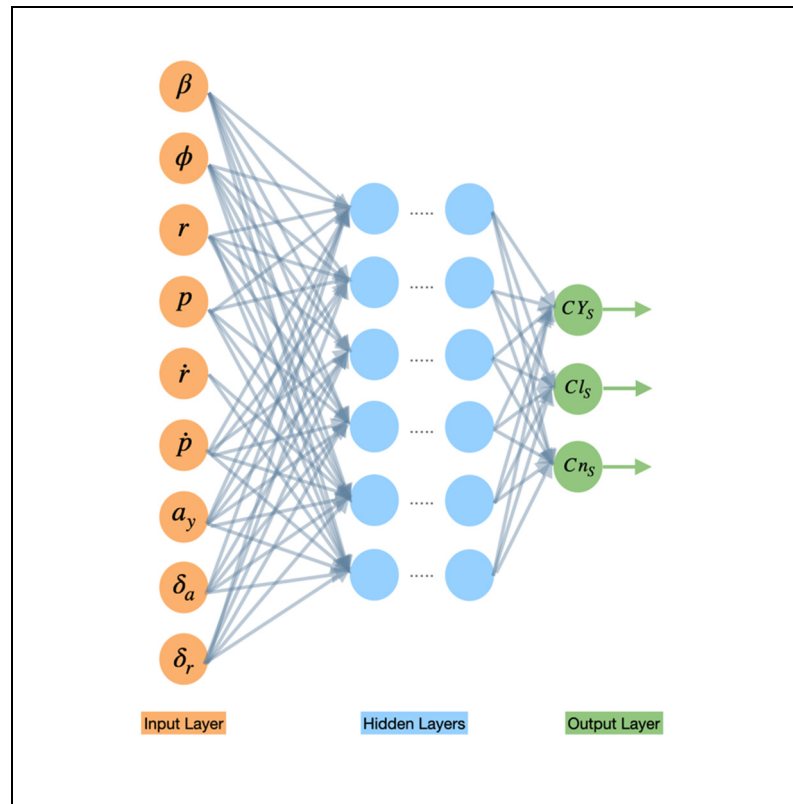 β
ϕ
r
p
ṙ
ṗ
a_y
δ_a
δ_r
.....
.....
.....
.....
.....
.....
CY_S
Cl_S
Cn_S
Input Layer
Hidden Layers
Output Layer